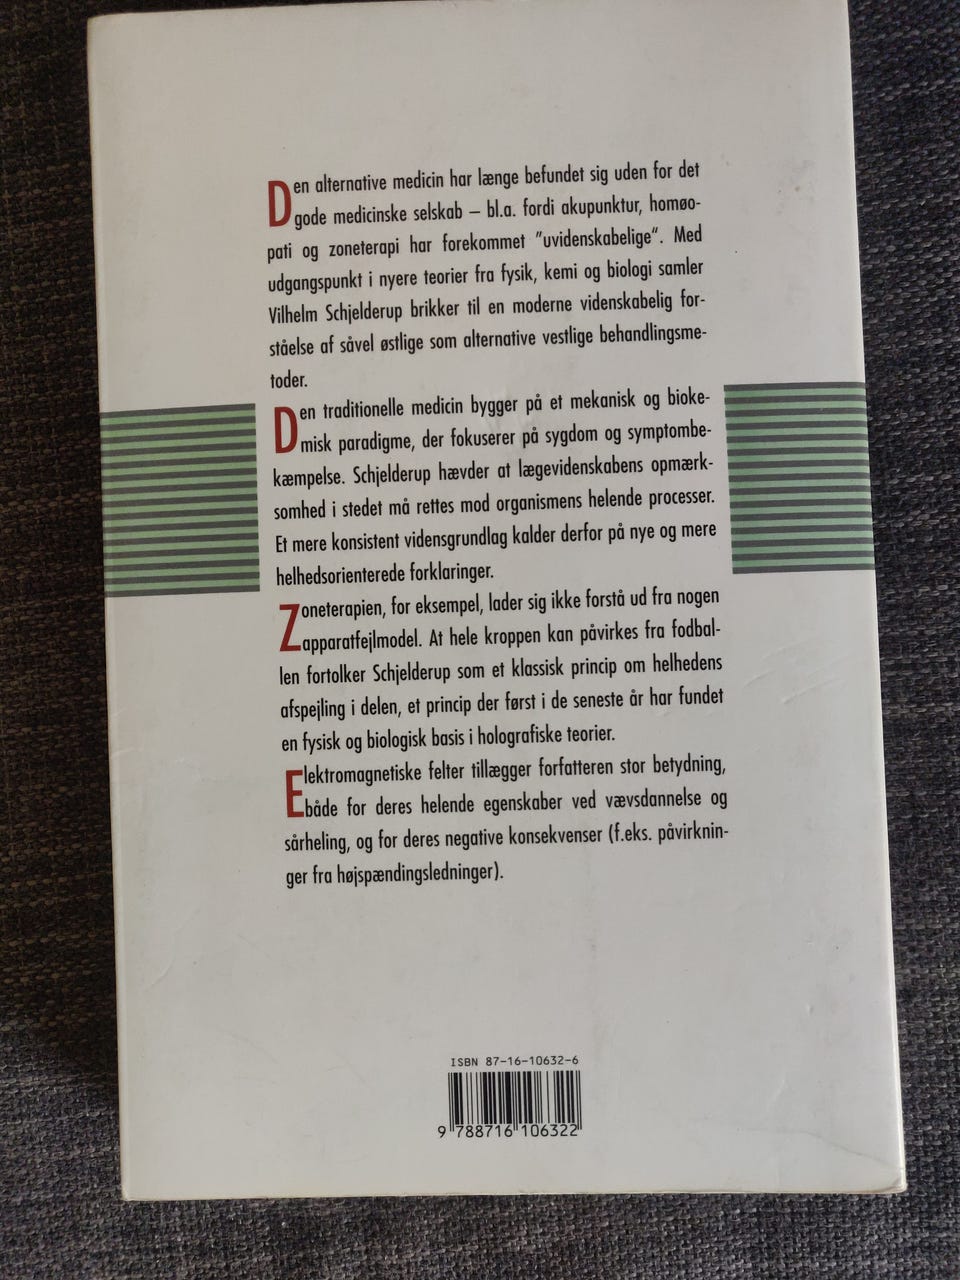 Den alternative medicin har længe befundet sig uden for det
gode medicinske selskab – bl.a. fordi akupunktur, homøo-
pati og zoneterapi har forekommet ”uvidenskabelige“. Med
udgangspunkt i nyere teorier fra fysik, kemi og biologi samler
Vilhelm Schjelderup brikker til en moderne videnskabelig for-
ståelse af såvel østlige som alternative vestlige behandlingsme-
toder.
Den traditionelle medicin bygger på et mekanisk og bioke-
misk paradigme, der fokuserer på sygdom og symptombe-
kæmpelse. Schjelderup hævder at lægevidenskabens opmærk-
somhed i stedet må rettes mod organismens helende processer.
Et mere konsistent vidensgrundlag kalder derfor på nye og mere
helhedsorienterede forklaringer.
Zoneterapien, for eksempel, lader sig ikke forstå ud fra nogen
apparatfejlmodel. At hele kroppen kan påvirkes fra fodbal-
len fortolker Schjelderup som et klassisk princip om helhedens
afspejling i delen, et princip der først i de seneste år har fundet
en fysisk og biologisk basis i holografiske teorier.
Elektromagnetiske felter tillægger forfatteren stor betydning,
både for deres helende egenskaber ved vævsdannelse og
sårheling, og for deres negative konsekvenser (f.eks. påvirknin-
ger fra højspændingsledninger).
ISBN 87-16-10632-6
9 788716 106322